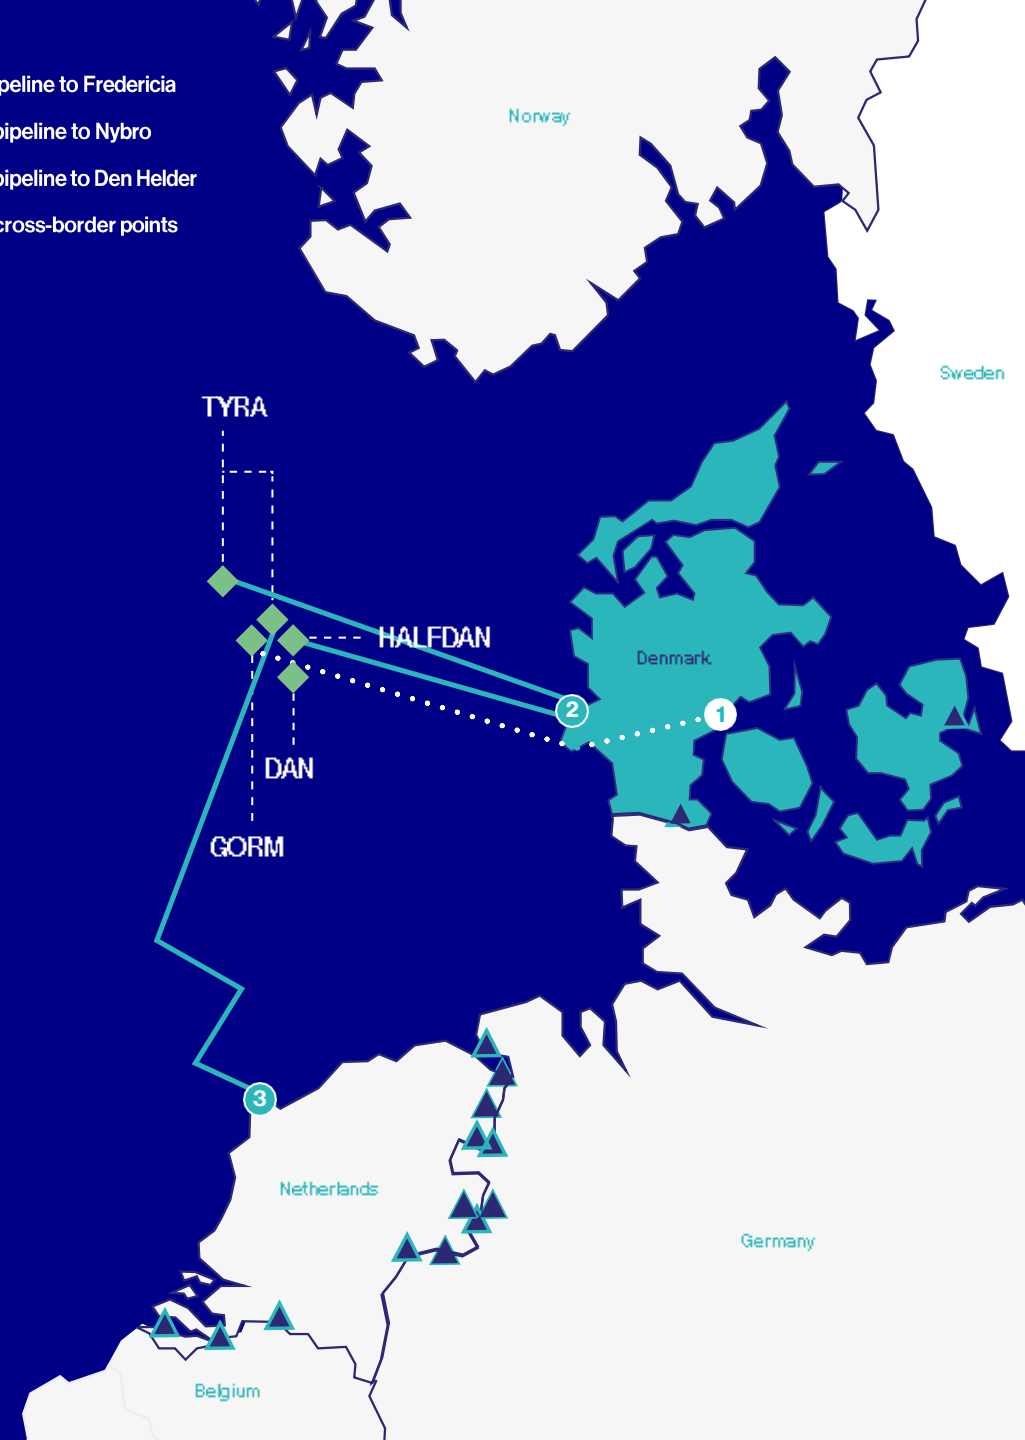 peline to Fredericia
Norway
pipeline to Nybro
pipeline to Den Helder
cross-border points
Sweden
TYRA
HALFDAN
Denmark
2
1
DAN
GORM
3
Netherlands
Germany
Belgium